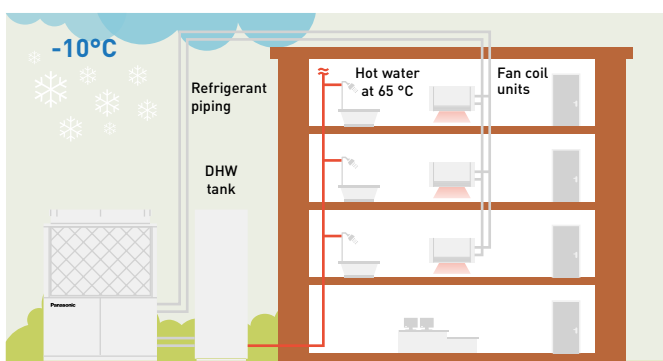 -10°C
Refrigerant
piping
Hot water
at 65 °C
Fan coil
units
DHW
tank
Panasonic